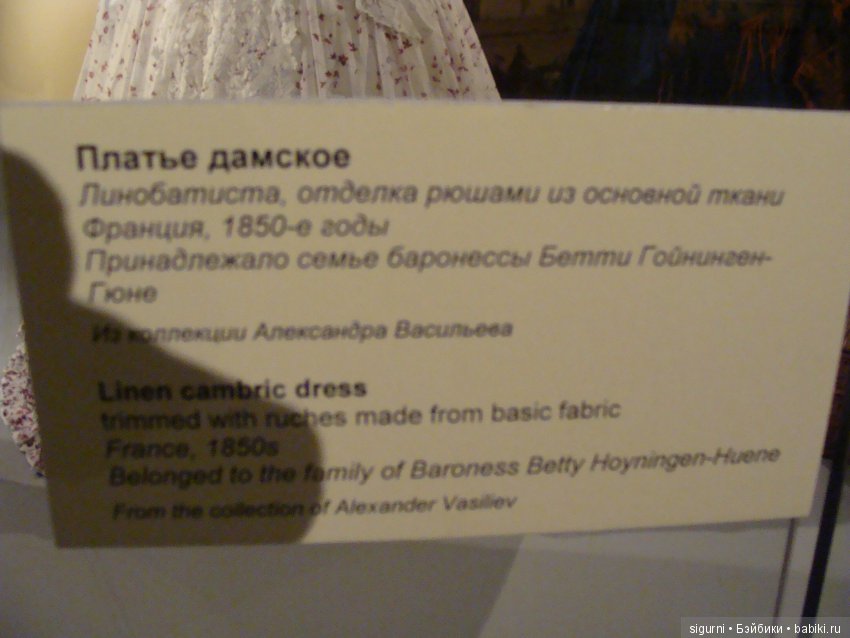 Платье дамское
Линобатиста, отделка рюшами из основной ткани
Франция, 1850-е годы
Принадлежало семье баронессы Бетти Гойнинген-
Гюне
Из коллекции Александра Васильева
Linen cambric dress
trimmed with ruches made from basic fabric
France, 1850s
Belonged to the family of Baroness Betty Hoyningen-Huene
From the collection of Alexander Vasiliev
sigurni • Бэйбики • babiki.ru